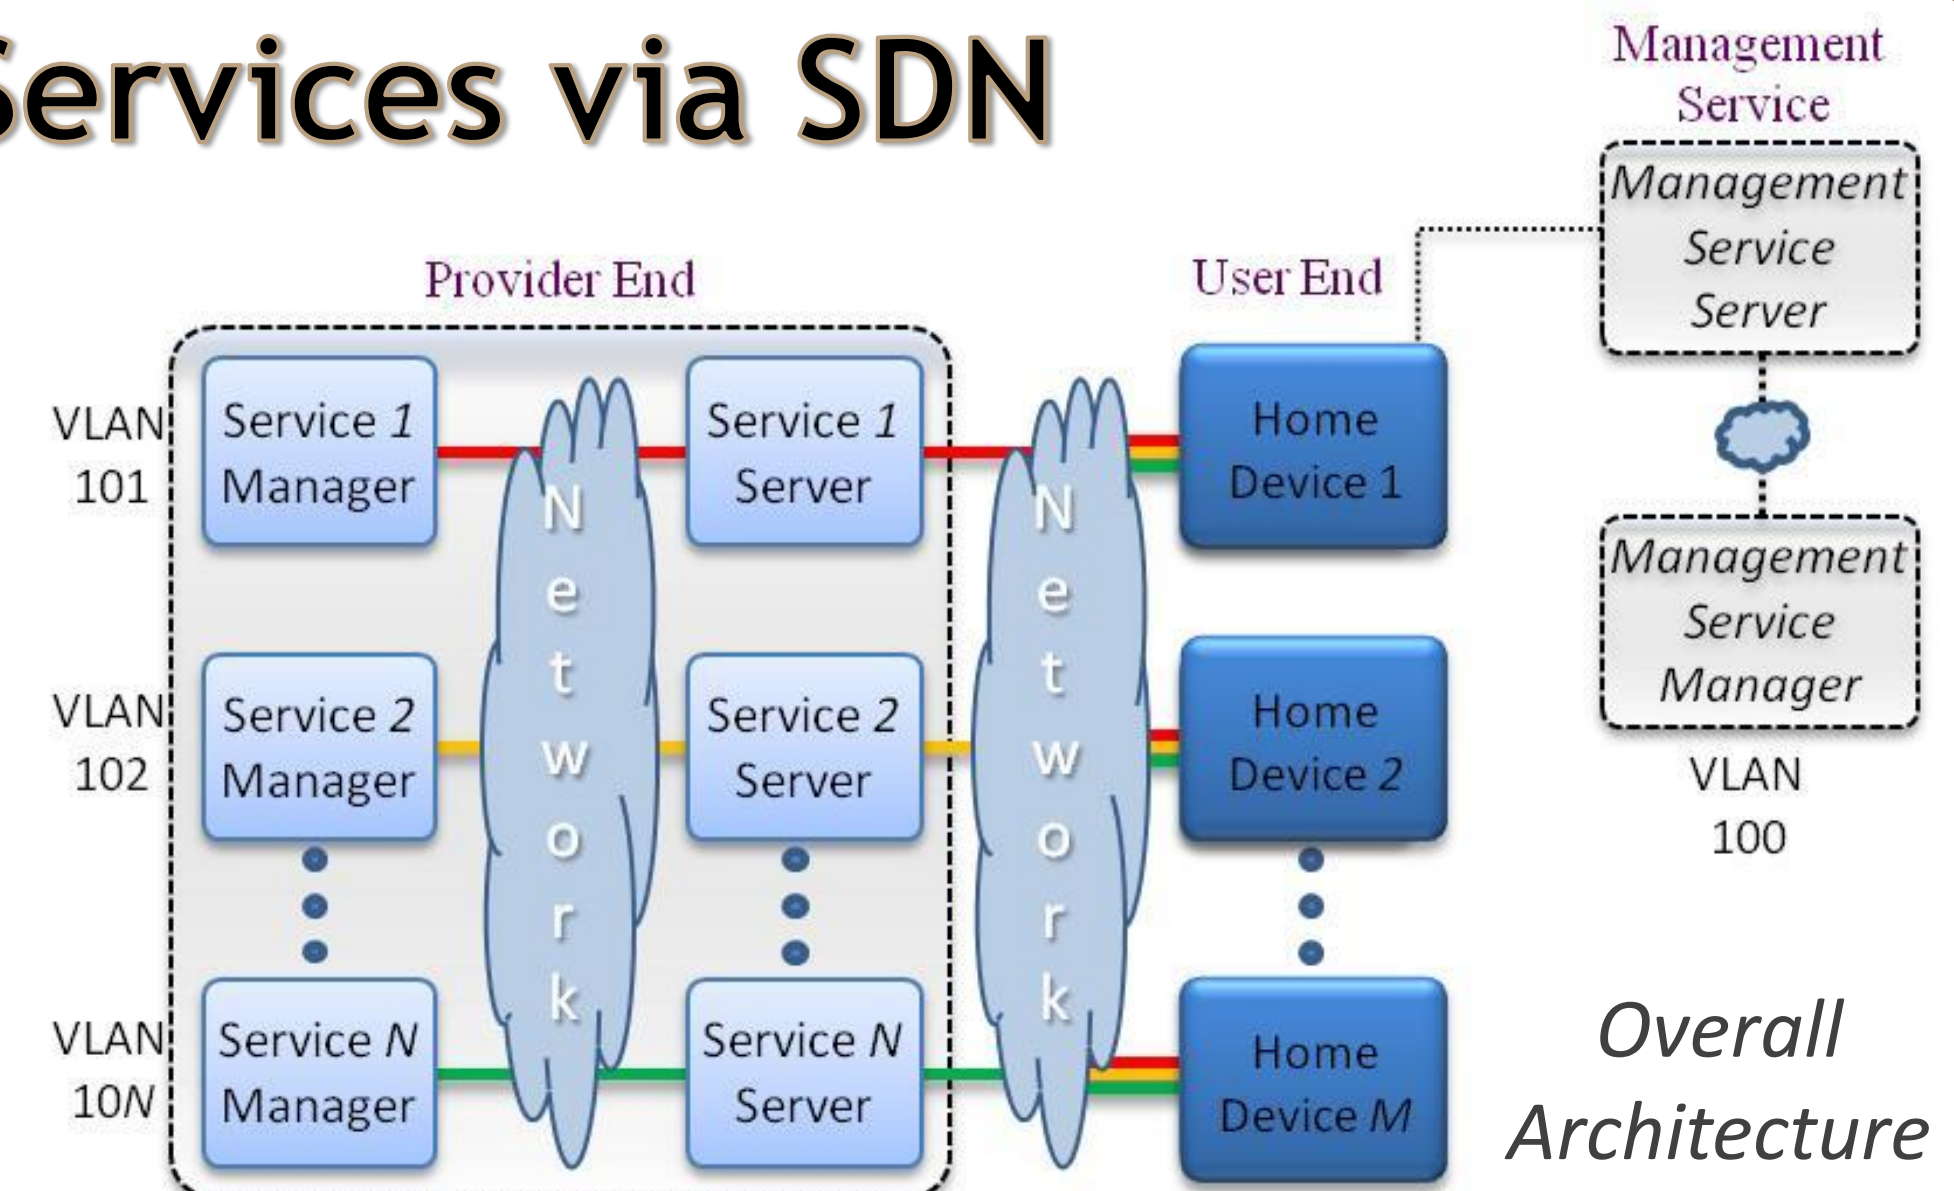 Services via SDN
Management
Service
Management
Service
Server
Provider End
User End
VLAN
101
Service 1
Manager
Network
Service 1
Server
Network
Home
Device 1
Management
Service
Manager
VLAN
100
VLAN
102
Service 2
Manager
Service 2
Server
Home
Device 2
VLAN
10N
Service N
Manager
Service N
Server
Home
Device M
Overall
Architecture